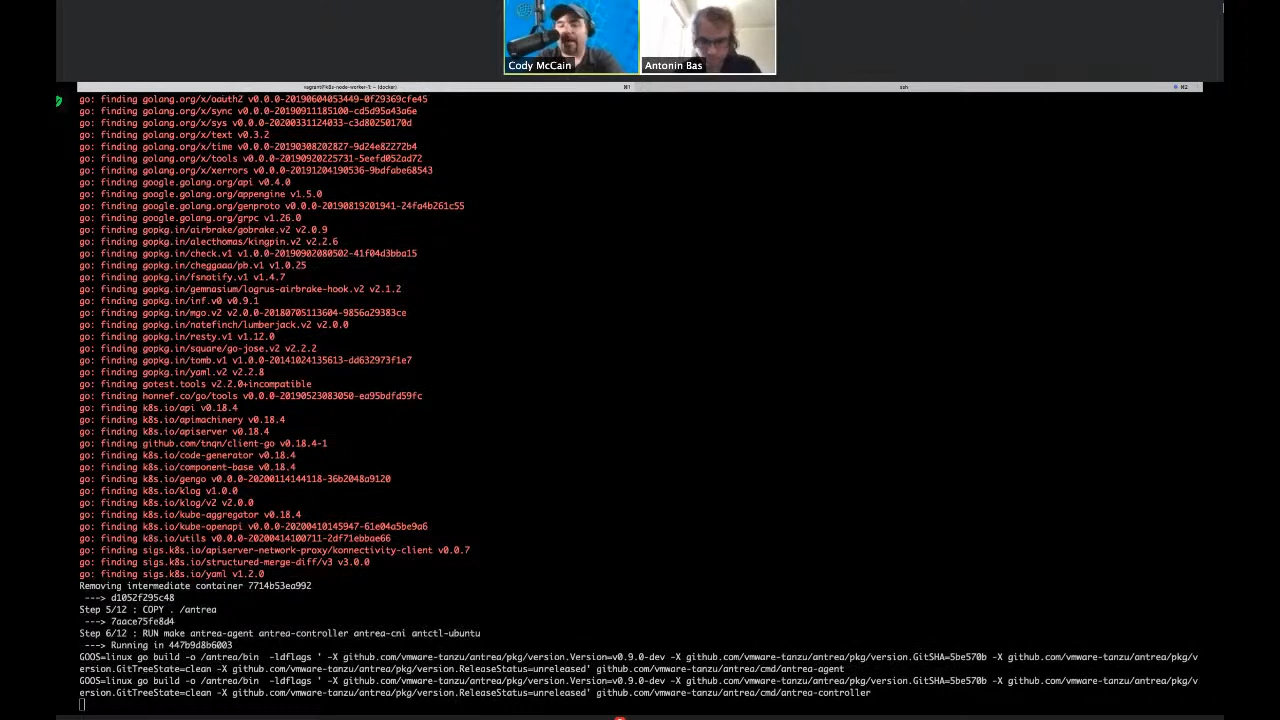 Cody McCain
Antonin Bas
vagrant@k8s-node-worker-1: ~ (docker)
⌘1
ssh
⌘2
go: finding golang.org/x/oauth2 v0.0.0-20190604053449-0f29369cfe45
go: finding golang.org/x/sync v0.0.0-20190911185100-cd5d95a43a6e
go: finding golang.org/x/sys v0.0.0-20200331124033-c3d80250170d
go: finding golang.org/x/text v0.3.2
go: finding golang.org/x/time v0.0.0-20190308202827-9d24e82272b4
go: finding golang.org/x/tools v0.0.0-20190920225731-5eefd052ad72
go: finding golang.org/x/xerrors v0.0.0-20191204190536-9bdfabe68543
go: finding google.golang.org/api v0.4.0
go: finding google.golang.org/appengine v1.5.0
go: finding google.golang.org/genproto v0.0.0-20190819201941-24fa4b261c55
go: finding google.golang.org/grpc v1.26.0
go: finding gopkg.in/airbrake/gobrake.v2 v2.0.9
go: finding gopkg.in/alecthomas/kingpin.v2 v2.2.6
go: finding gopkg.in/check.v1 v1.0.0-20190902080502-41f04d3bba15
go: finding gopkg.in/cheggaaa/pb.v1 v1.0.25
go: finding gopkg.in/fsnotify.v1 v1.4.7
go: finding gopkg.in/gemnasium/logrus-airbrake-hook.v2 v2.1.2
go: finding gopkg.in/inf.v0 v0.9.1
go: finding gopkg.in/mgo.v2 v2.0.0-20180705113604-9856a29383ce
go: finding gopkg.in/natefinch/lumberjack.v2 v2.0.0
go: finding gopkg.in/resty.v1 v1.12.0
go: finding gopkg.in/square/go-jose.v2 v2.2.2
go: finding gopkg.in/tomb.v1 v1.0.0-20141024135613-dd632973f1e7
go: finding gopkg.in/yaml.v2 v2.2.8
go: finding gotest.tools v2.2.0+incompatible
go: finding honnef.co/go/tools v0.0.0-20190523083050-ea95bdfd59fc
go: finding k8s.io/api v0.18.4
go: finding k8s.io/apimachinery v0.18.4
go: finding k8s.io/apiserver v0.18.4
go: finding github.com/tnqn/client-go v0.18.4-1
go: finding k8s.io/code-generator v0.18.4
go: finding k8s.io/component-base v0.18.4
go: finding k8s.io/gengo v0.0.0-20200114144118-36b2048a9120
go: finding k8s.io/klog v1.0.0
go: finding k8s.io/klog/v2 v2.0.0
go: finding k8s.io/kube-aggregator v0.18.4
go: finding k8s.io/kube-openapi v0.0.0-20200410145947-61e04a5be9a6
go: finding k8s.io/utils v0.0.0-20200414100711-2df71ebbae66
go: finding sigs.k8s.io/apiserver-network-proxy/konnectivity-client v0.0.7
go: finding sigs.k8s.io/structured-merge-diff/v3 v3.0.0
go: finding sigs.k8s.io/yaml v1.2.0
Removing intermediate container 7714b53ea992
---> d1052f295c48
Step 5/12 : COPY . /antrea
---> 7aace75fe8d4
Step 6/12 : RUN make antrea-agent antrea-controller antrea-cni antctl-ubuntu
---> Running in 447b9d8b6003
GOOS=linux go build -o /antrea/bin  -ldflags ' -X github.com/vmware-tanzu/antrea/pkg/version.Version=v0.9.0-dev -X github.com/vmware-tanzu/antrea/pkg/version.GitSHA=5be570b -X github.com/vmware-tanzu/antrea/pkg/v
ersion.GitTreeState=clean -X github.com/vmware-tanzu/antrea/pkg/version.ReleaseStatus=unreleased' github.com/vmware-tanzu/antrea/cmd/antrea-agent
GOOS=linux go build -o /antrea/bin  -ldflags ' -X github.com/vmware-tanzu/antrea/pkg/version.Version=v0.9.0-dev -X github.com/vmware-tanzu/antrea/pkg/version.GitSHA=5be570b -X github.com/vmware-tanzu/antrea/pkg/v
ersion.GitTreeState=clean -X github.com/vmware-tanzu/antrea/pkg/version.ReleaseStatus=unreleased' github.com/vmware-tanzu/antrea/cmd/antrea-controller